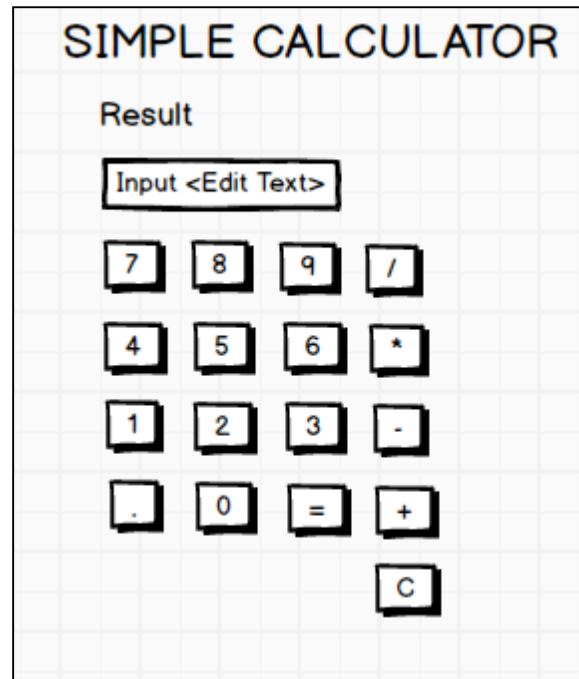 SIMPLE CALCULATOR
Result
Input <Edit Text>
7 8 9 /
4 5 6 *
1 2 3 -
. 0 = +
C